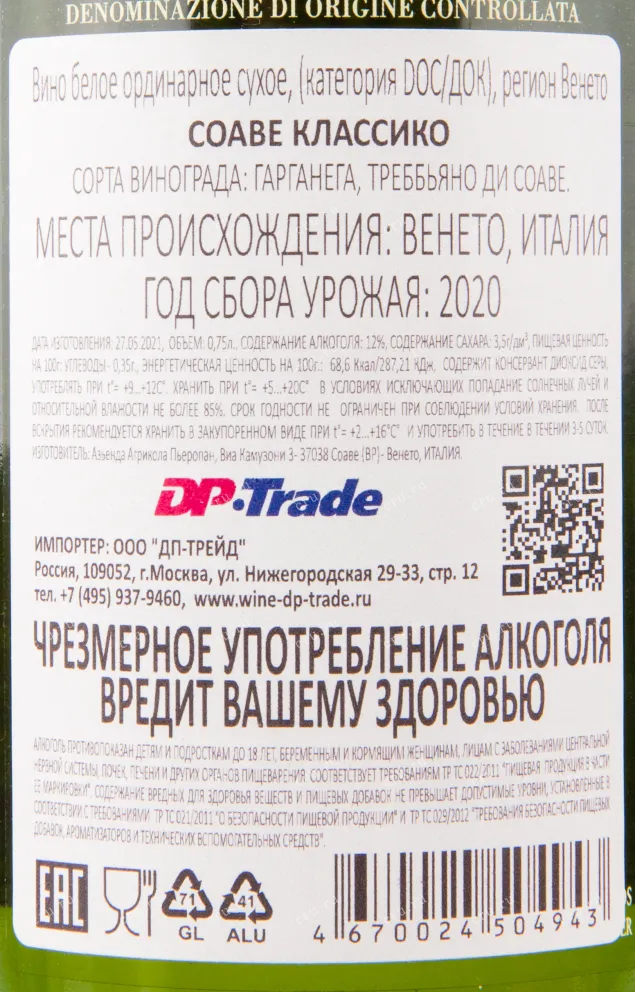 DENOMINAZIONE DI ORIGINE CONTROLLATA
Вино белое ординарное сухое, (категория DOC/ДОК), регион Венето
СОАВЕ КЛАССИКО
СОРТА ВИНОГРАДА: ГАРГАНЕГА, ТРЕББЬЯНО ДИ СОАВЕ.
МЕСТА ПРОИСХОЖДЕНИЯ: ВЕНЕТО, ИТАЛИЯ
ГОД СБОРА УРОЖАЯ: 2020
ДАТА ИЗГОТОВЛЕНИЯ: 27.05.2021, ОБЪЕМ: 0,75л., СОДЕРЖАНИЕ АЛКОГОЛЯ: 12%, СОДЕРЖАНИЕ САХАРА: 3,5г/дм³, ПИЩЕВАЯ ЦЕННОСТЬ
НА 100г: УГЛЕВОДЫ- 0,35г., ЭНЕРГЕТИЧЕСКАЯ ЦЕННОСТЬ НА 100г.: 68,6 Ккал/287,21 КДж, СОДЕРЖИТ КОНСЕРВАНТ ДИОКСИД СЕРЫ,
УПОТРЕБЛЯТЬ ПРИ t°= +9...+12С° ХРАНИТЬ ПРИ t°= +5...+20С° В УСЛОВИЯХ ИСКЛЮЧАЮЩИХ ПОПАДАНИЕ СОЛНЕЧНЫХ ЛУЧЕЙ И
ОТНОСИТЕЛЬНОЙ ВЛАЖНОСТИ НЕ БОЛЕЕ 85%. СРОК ГОДНОСТИ НЕ ОГРАНИЧЕН ПРИ СОБЛЮДЕНИИ УСЛОВИЙ ХРАНЕНИЯ. ПОСЛЕ
ВСКРЫТИЯ РЕКОМЕНДУЕТСЯ ХРАНИТЬ В ЗАКУПОРЕННОМ ВИДЕ ПРИ t°= +2...+16°С И УПОТРЕБИТЬ В ТЕЧЕНИЕ В ТЕЧЕНИИ 3-5 СУТОК.
ИЗГОТОВИТЕЛЬ: Азьенда Агрикола Пьеропан, Виа Камузони 3- 37038 Соаве (ВР)- Венето, ИТАЛИЯ.
DP·Trade
ИМПОРТЕР: ООО "ДП-ТРЕЙД"
Россия, 109052, г.Москва, ул. Нижегородская 29-33, стр. 12
тел. +7 (495) 937-9460, www.wine-dp-trade.ru
ЧРЕЗМЕРНОЕ УПОТРЕБЛЕНИЕ АЛКОГОЛЯ
ВРЕДИТ ВАШЕМУ ЗДОРОВЬЮ
АЛКОГОЛЬ ПРОТИВОПОКАЗАН ДЕТЯМ И ПОДРОСТКАМ ДО 18 ЛЕТ, БЕРЕМЕННЫМ И КОРМЯЩИМ ЖЕНЩИНАМ, ЛИЦАМ С ЗАБОЛЕВАНИЯМИ ЦЕНТРАЛЬНОЙ
НЕРВНОЙ СИСТЕМЫ, ПОЧЕК, ПЕЧЕНИ И ДРУГИХ ОРГАНОВ ПИЩЕВАРЕНИЯ. СООТВЕТСТВУЕТ ТРЕБОВАНИЯМ ТР ТС 022/2011 "ПИЩЕВАЯ ПРОДУКЦИЯ В ЧАСТИ
ЕЕ МАРКИРОВКИ". СОДЕРЖАНИЕ ВРЕДНЫХ ДЛЯ ЗДОРОВЬЯ ВЕЩЕСТВ И ПИЩЕВЫХ ДОБАВОК НЕ ПРЕВЫШАЕТ ДОПУСТИМЫЕ УРОВНИ, УСТАНОВЛЕННЫЕ В
СООТВЕТСТВИИ С ТРЕБОВАНИЯМИ ТР ТС 021/2011 "О БЕЗОПАСНОСТИ ПИЩЕВОЙ ПРОДУКЦИИ" И ТР ТС 029/2012 "ТРЕБОВАНИЯ БЕЗОПАСНОСТИ ПИЩЕВЫХ
ДОБАВОК, АРОМАТИЗАТОРОВ И ТЕХНИЧЕСКИХ ВСПОМОГАТЕЛЬНЫХ СРЕДСТВ".
EAC
71
GL
41
ALU
4 670024 504943